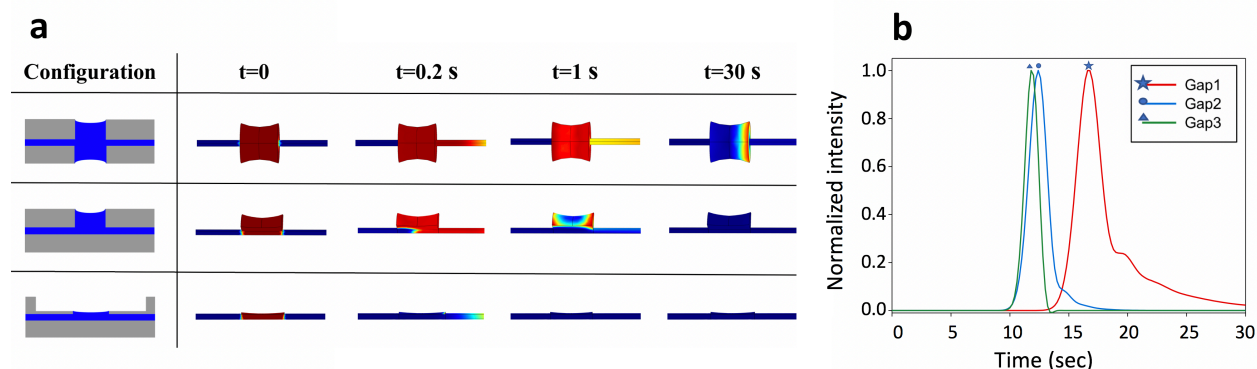 a
Configuration t=0 t=0.2 s t=1 s t=30 s
b
Normalized intensity
1.0
0.8
0.6
0.4
0.2
0.0
0 5 10 15 20 25 30
Time (sec)
Gap1
Gap2
Gap3